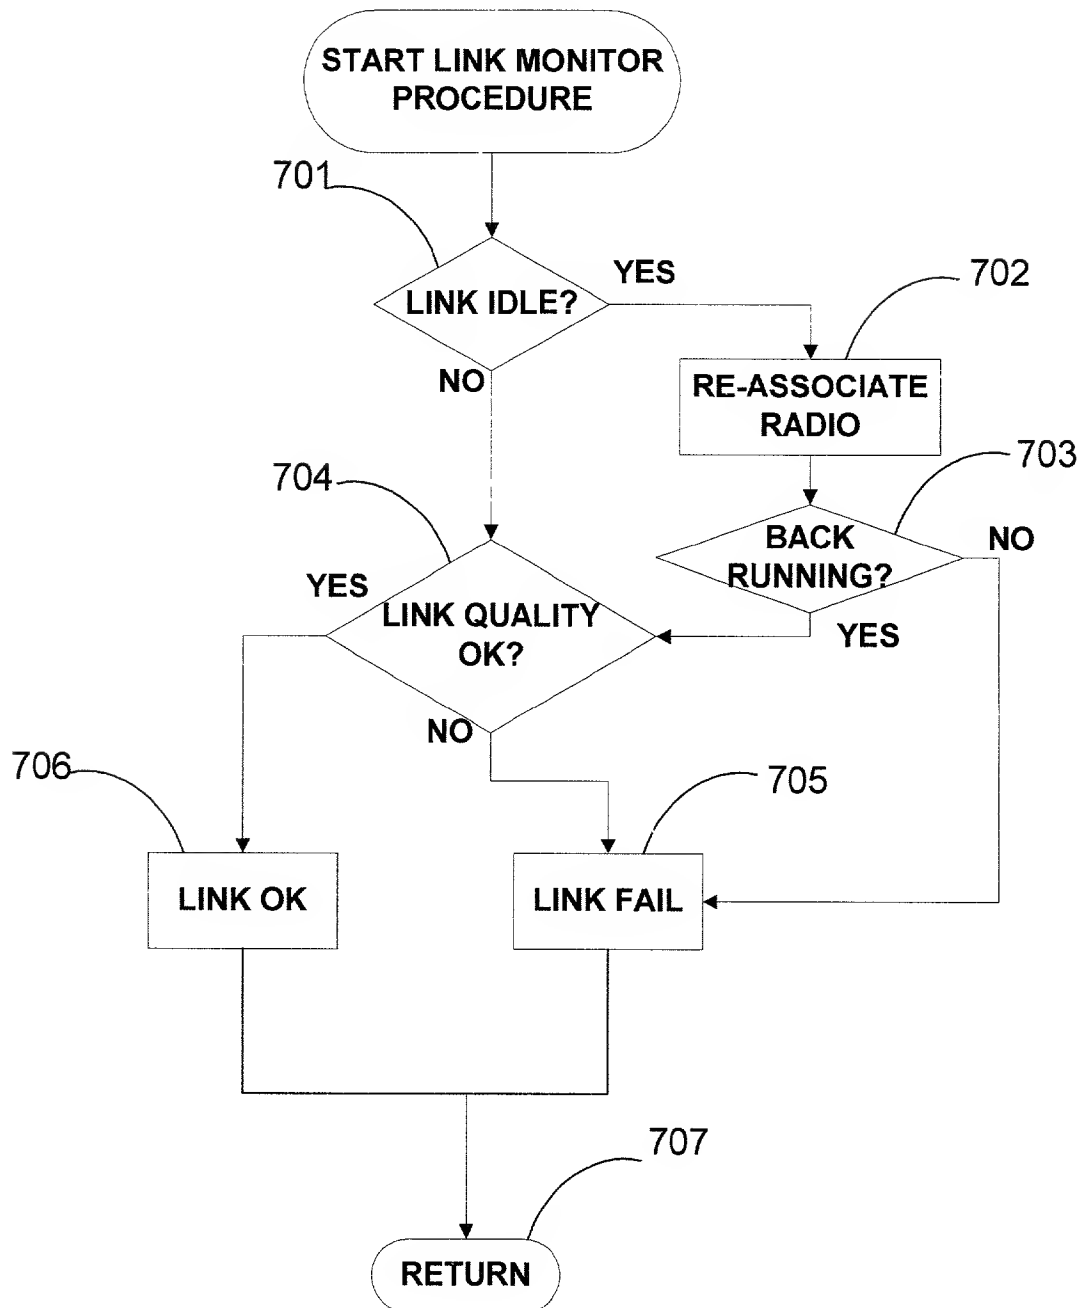 START LINK MONITOR
PROCEDURE
701
LINK IDLE?
YES
NO
702
RE-ASSOCIATE
RADIO
703
BACK
RUNNING?
NO
YES
704
YES
LINK QUALITY
OK?
NO
706
LINK OK
705
LINK FAIL
707
RETURN